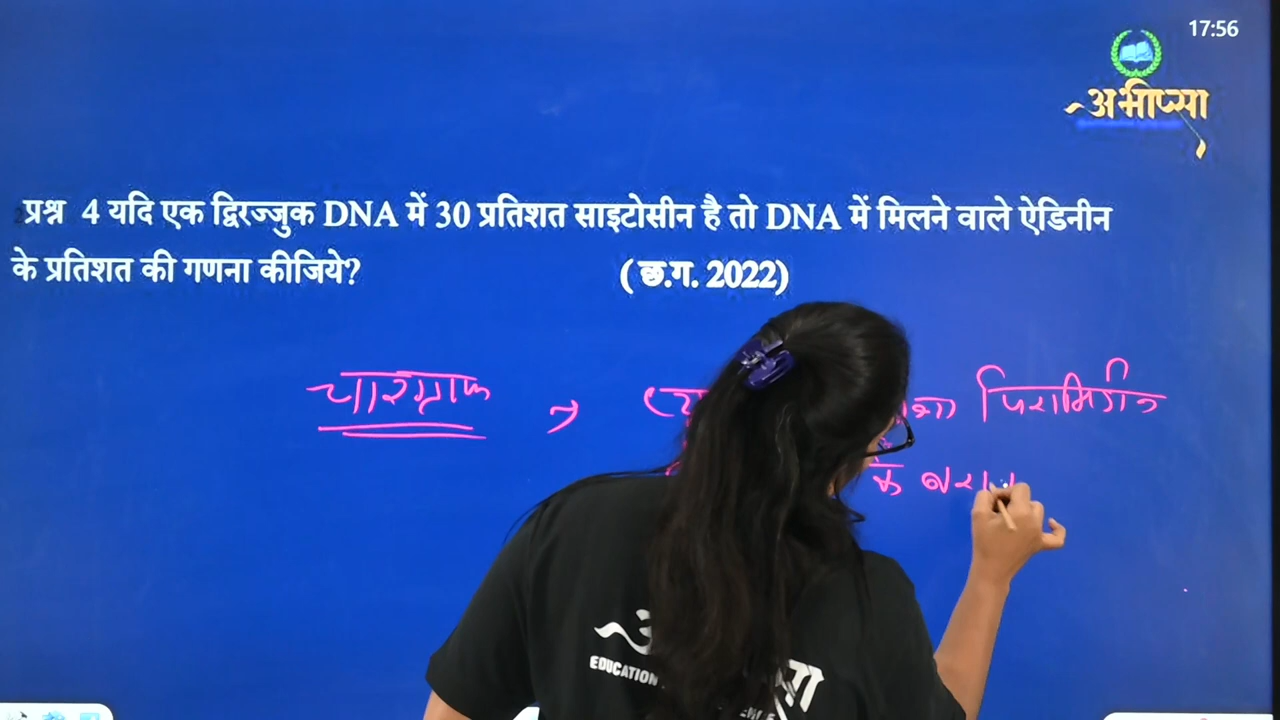 17:56
अभीप्सा
प्रश्न 4 यदि एक द्विरज्जुक DNA में 30 प्रतिशत साइटोसीन है तो DNA में मिलने वाले ऐडिनीन
के प्रतिशत की गणना कीजिये? (छ.ग. 2022)
चारग्राफ पिरामिडीन
के
EDUCATION